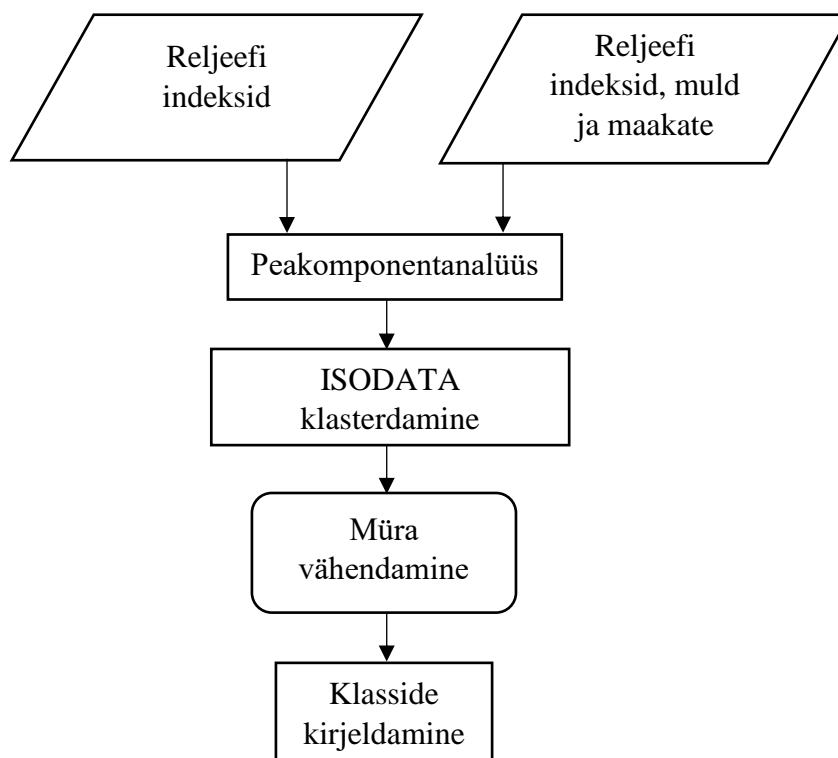 Reljeefi
indeksid
Reljeefi
indeksid, muld
ja maakate
Peakomponentanalüüs
ISODATA
klasterdamine
Müra
vähendamine
Klasside
kirjeldamine